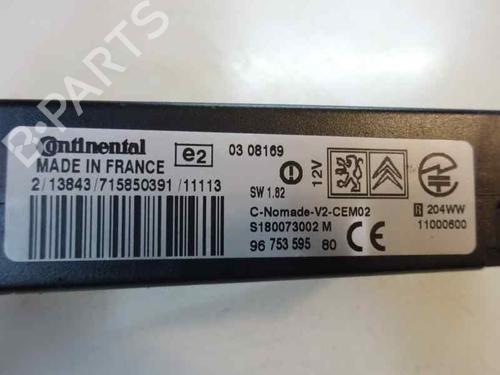 B-PARTS
Continental
MADE IN FRANCE
e2
03 08169
12V
2/13843/715850391/11113
SW 1.82
C-Nomade-V2-CEM02
S180073002 M
96 753 595 80
CE
R 204WW
11000600